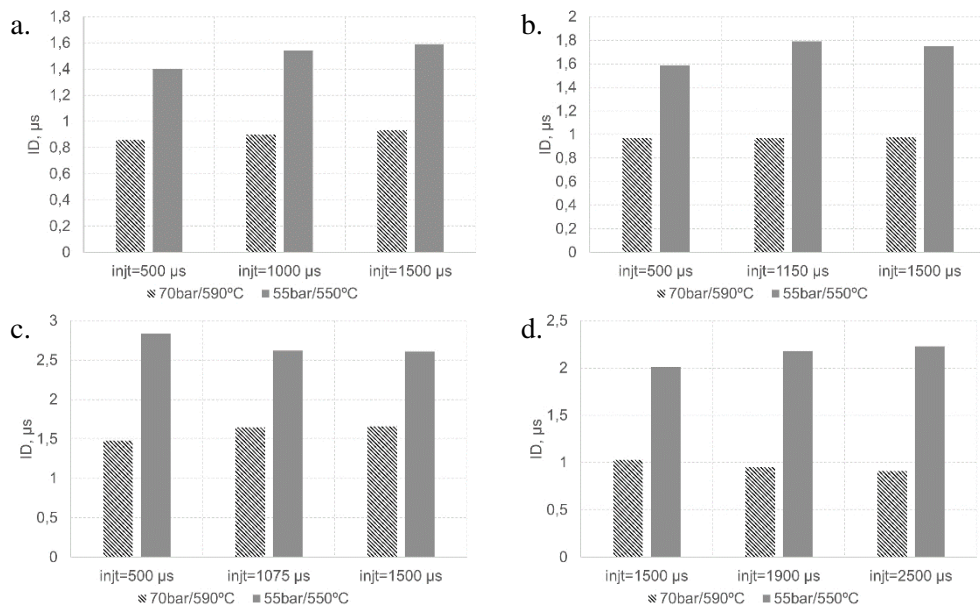 a.
1,8
1,6
1,4
1,2
1
0,8
0,6
0,4
0,2
0
ID, µs
injt=500 µs injt=1000 µs injt=1500 µs
70bar/590ºC 55bar/550ºC
b.
2
1,8
1,6
1,4
1,2
1
0,8
0,6
0,4
0,2
0
ID, µs
injt=500 µs injt=1150 µs injt=1500 µs
70bar/590ºC 55bar/550ºC
c.
3
2,5
2
1,5
1
0,5
0
ID, µs
injt=500 µs injt=1075 µs injt=1500 µs
70bar/590ºC 55bar/550ºC
d.
2,5
2
1,5
1
0,5
0
ID, µs
injt=1500 µs injt=1900 µs injt=2500 µs
70bar/590ºC 55bar/550ºC